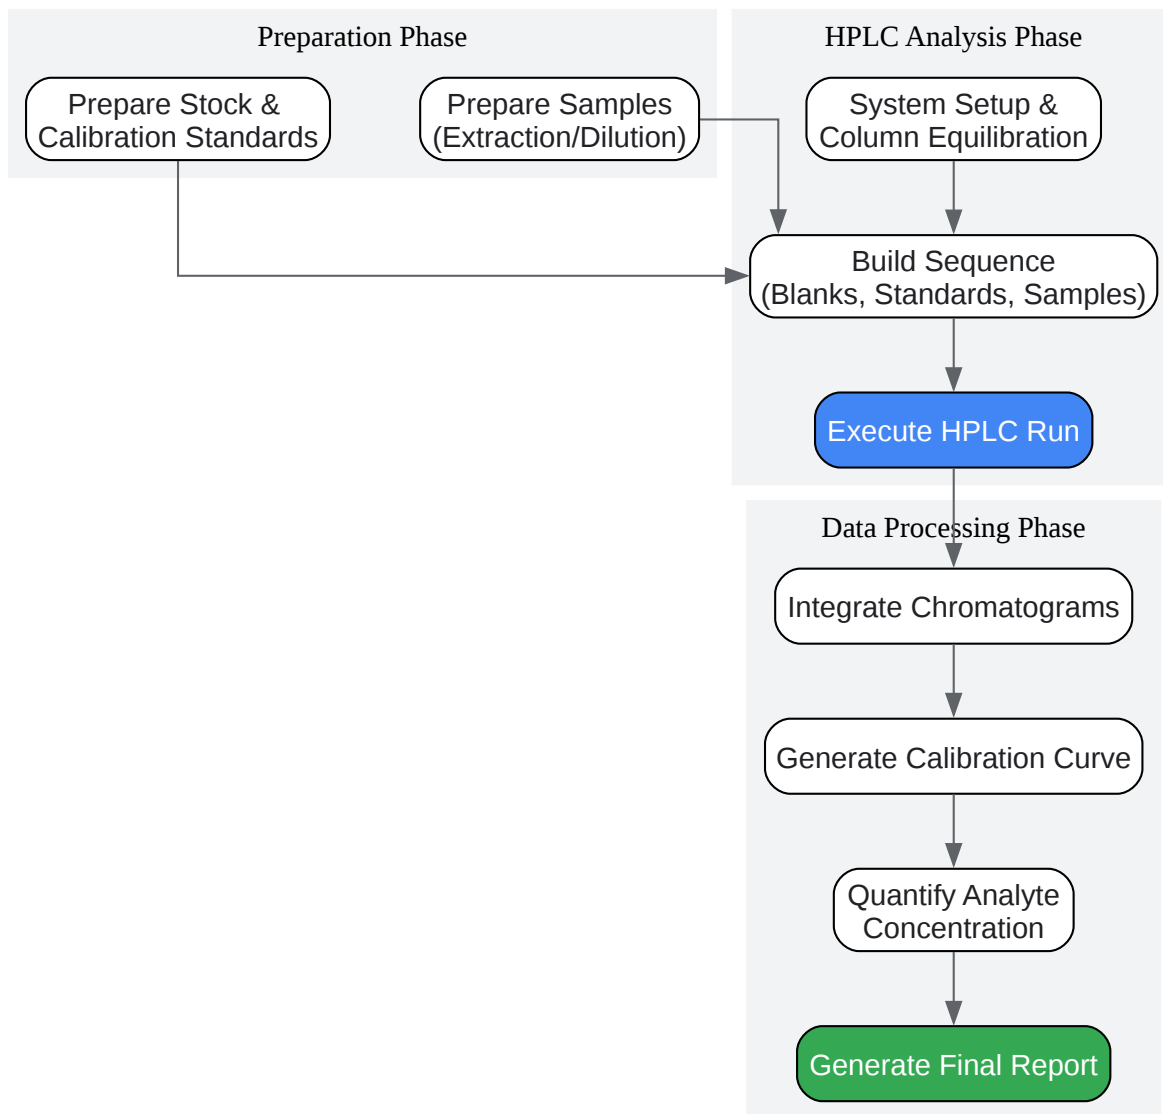 Preparation Phase
Prepare Stock &
Calibration Standards
Prepare Samples
(Extraction/Dilution)
HPLC Analysis Phase
System Setup &
Column Equilibration
Build Sequence
(Blanks, Standards, Samples)
Execute HPLC Run
Data Processing Phase
Integrate Chromatograms
Generate Calibration Curve
Quantify Analyte
Concentration
Generate Final Report